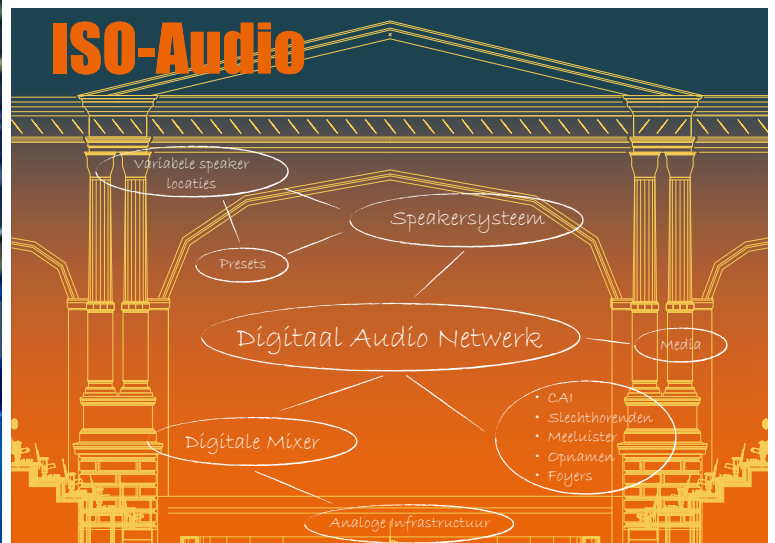 ISO-Audio
Variabele speaker
locaties
Speakersysteem
Presets
Digitaal Audio Netwerk
Media
• CAI
• Slechthorenden
• Meeluister
• Opnamen
• Foyers
Digitale Mixer
Analoge Infrastructuur